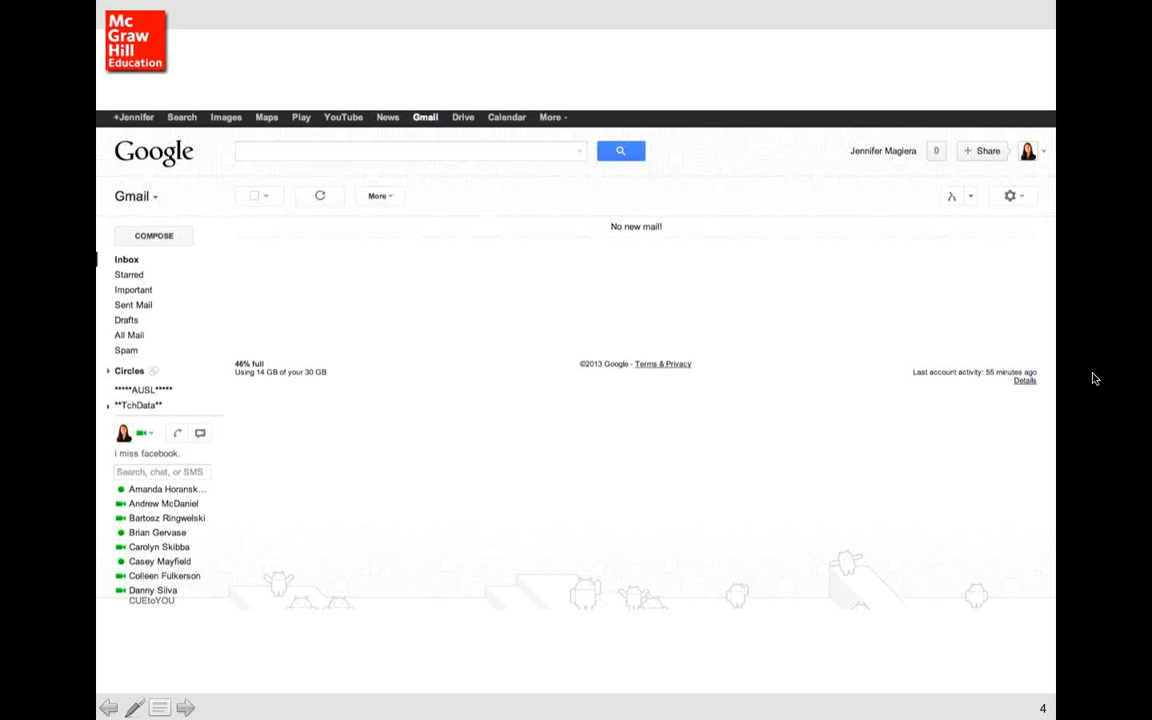 Mc
Graw
Hill
Education
+Jennifer Search Images Maps Play YouTube News Gmail Drive Calendar More
Google
Jennifer Magiera 0 + Share
Gmail
More
No new mail!
COMPOSE
Inbox
Starred
Important
Sent Mail
Drafts
All Mail
Spam
Circles
46% full
Using 14 GB of your 30 GB
©2013 Google - Terms & Privacy
Last account activity: 55 minutes ago
Details
*****AUSL*****
**TchData**
i miss facebook.
Search, chat, or SMS
Amanda Horansk...
Andrew McDaniel
Bartosz Ringwelski
Brian Gervase
Carolyn Skibba
Casey Mayfield
Colleen Fulkerson
Danny Silva
CUEtoYOU
4